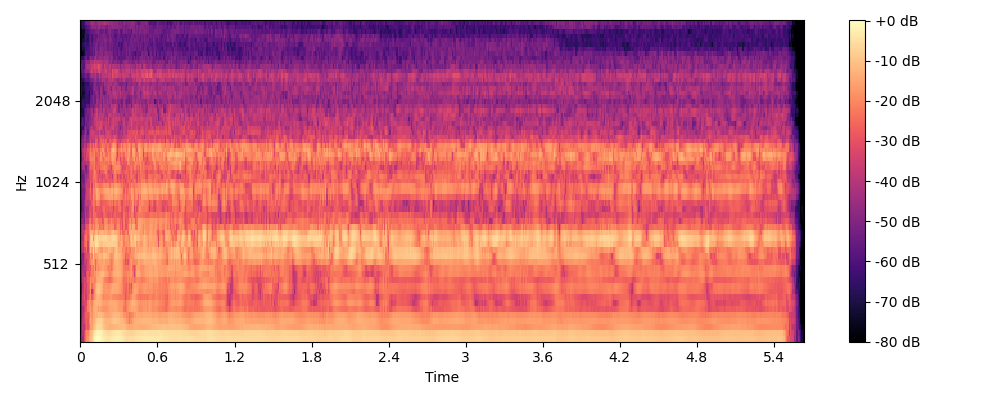 +0 dB
-10 dB
2048
-20 dB
-30 dB
Hz
1024
-40 dB
-50 dB
512
-60 dB
-70 dB
-80 dB
0 0.6 1.2 1.8 2.4 3 3.6 4.2 4.8 5.4
Time